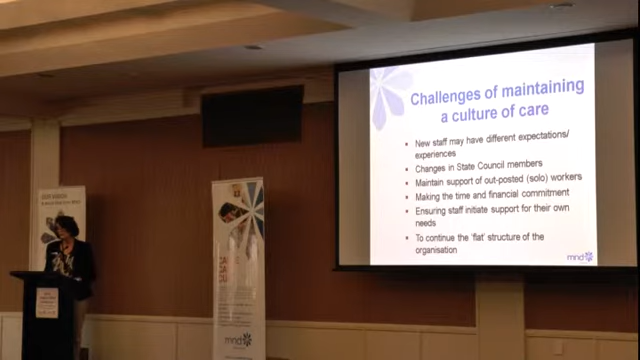 Challenges of maintaining
a culture of care
• New staff may have different expectations/
experiences
• Changes in State Council members
• Maintain support of out-posted (solo) workers
• Making the time and financial commitment
• Ensuring staff initiate support for their own
needs
• To continue the 'flat' structure of the
organisation
mnd
mnd